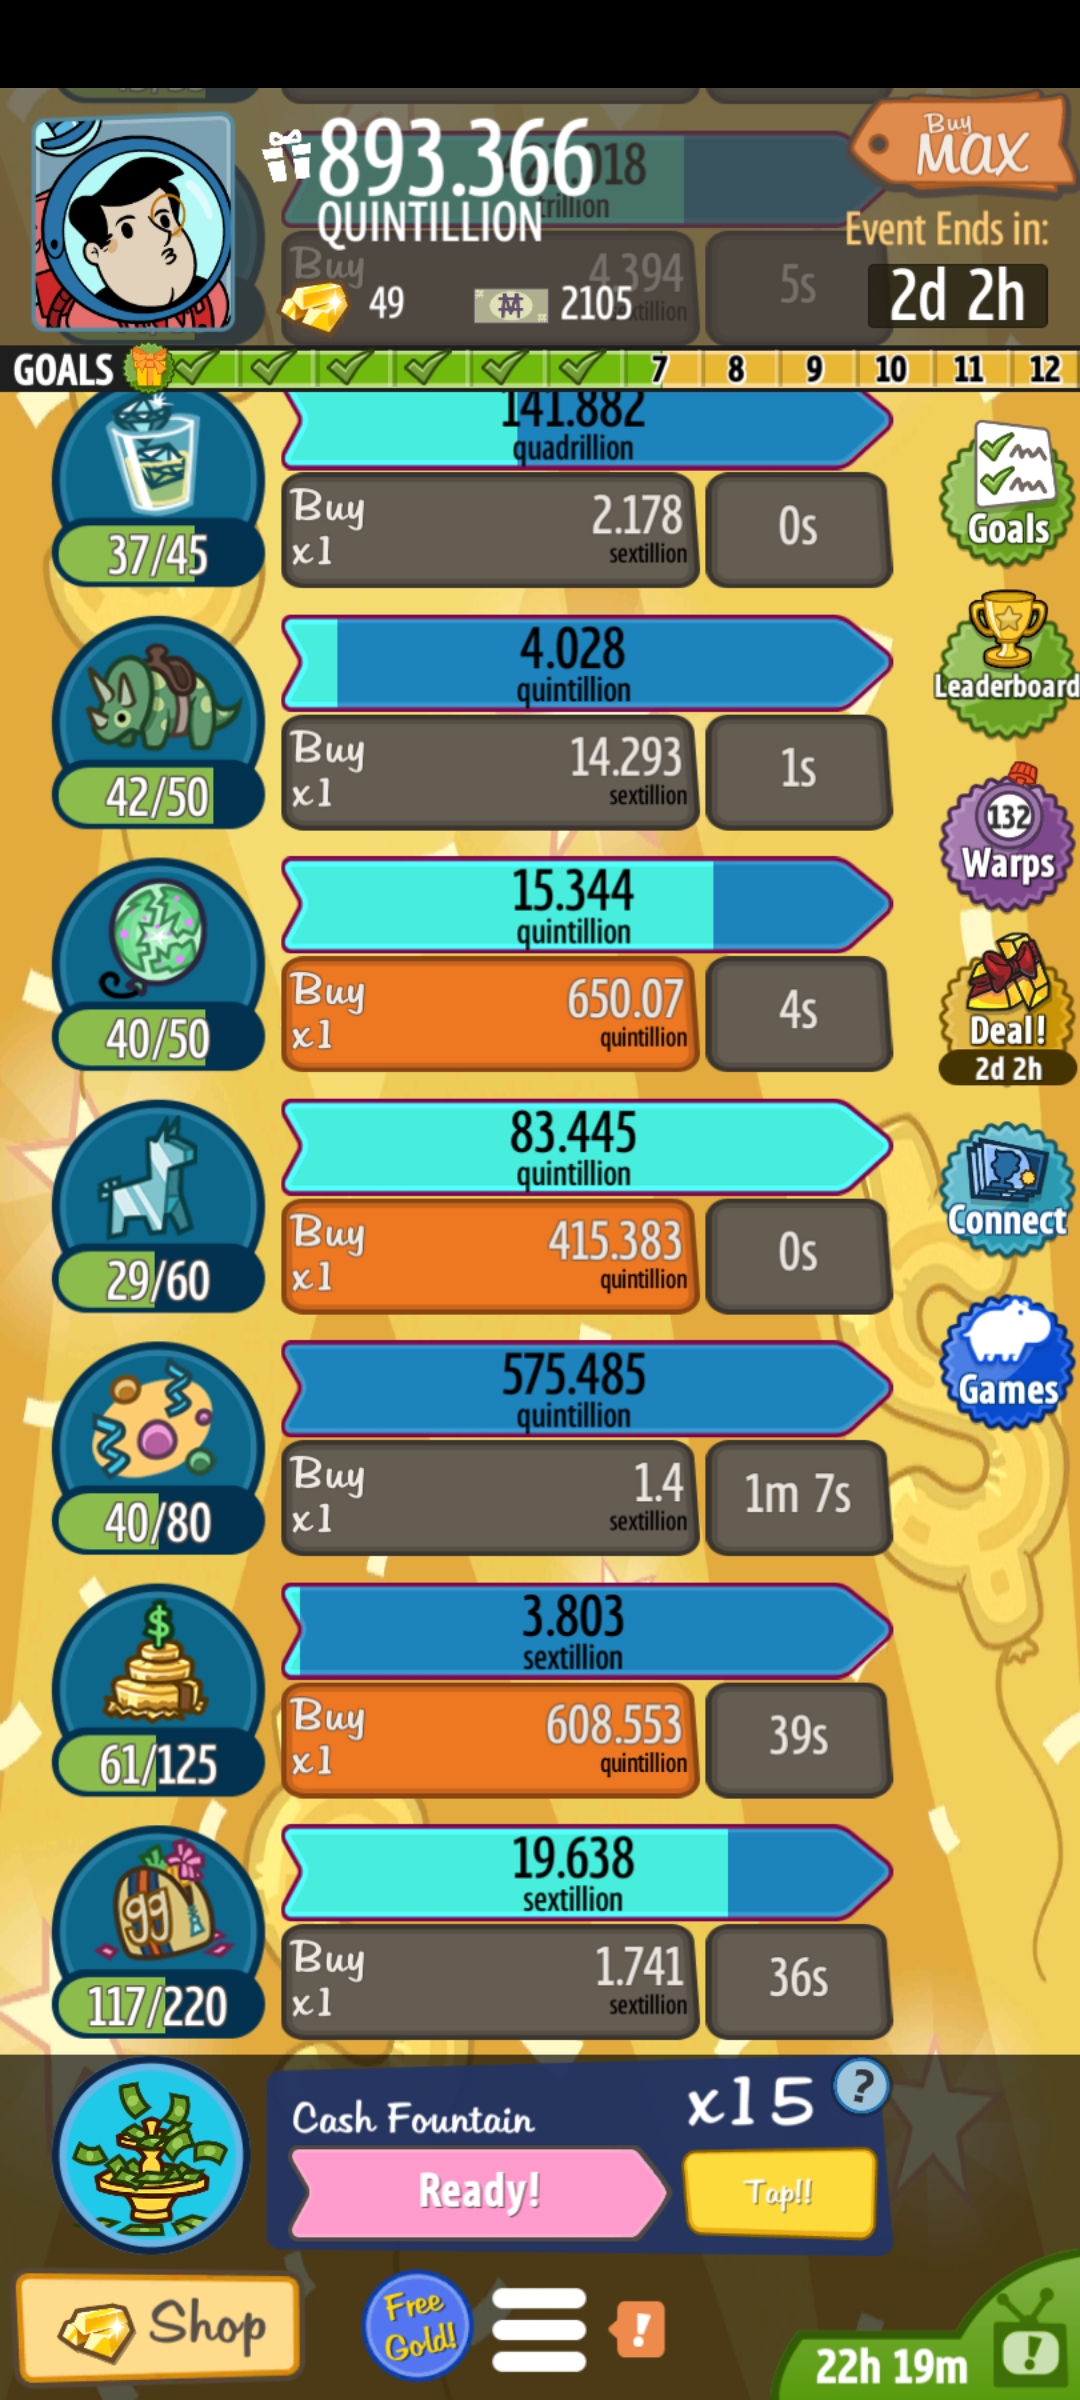 893.366
QUINTILLION
Buy
MAX
Event Ends in:
2d 2h
trillion
Buy
4.394
5s
49
2105
GOALS
7 8 9 10 11 12
141.882
quadrillion
37/45
Buy
x1
2.178
sextillion
0s
Goals
4.028
quintillion
42/50
Buy
x1
14.293
sextillion
1s
Leaderboard
132
Warps
15.344
quintillion
40/50
Buy
x1
650.07
quintillion
4s
Deal!
2d 2h
83.445
quintillion
29/60
Buy
x1
415.383
quintillion
0s
Connect
575.485
quintillion
40/80
Buy
x1
1.4
sextillion
1m 7s
Games
$
3.803
sextillion
61/125
Buy
x1
608.553
quintillion
39s
gg
19.638
sextillion
117/220
Buy
x1
1.741
sextillion
36s
Cash Fountain
x15
?
Ready!
Tap!!
Shop
Free
Gold!
!
22h 19m
!